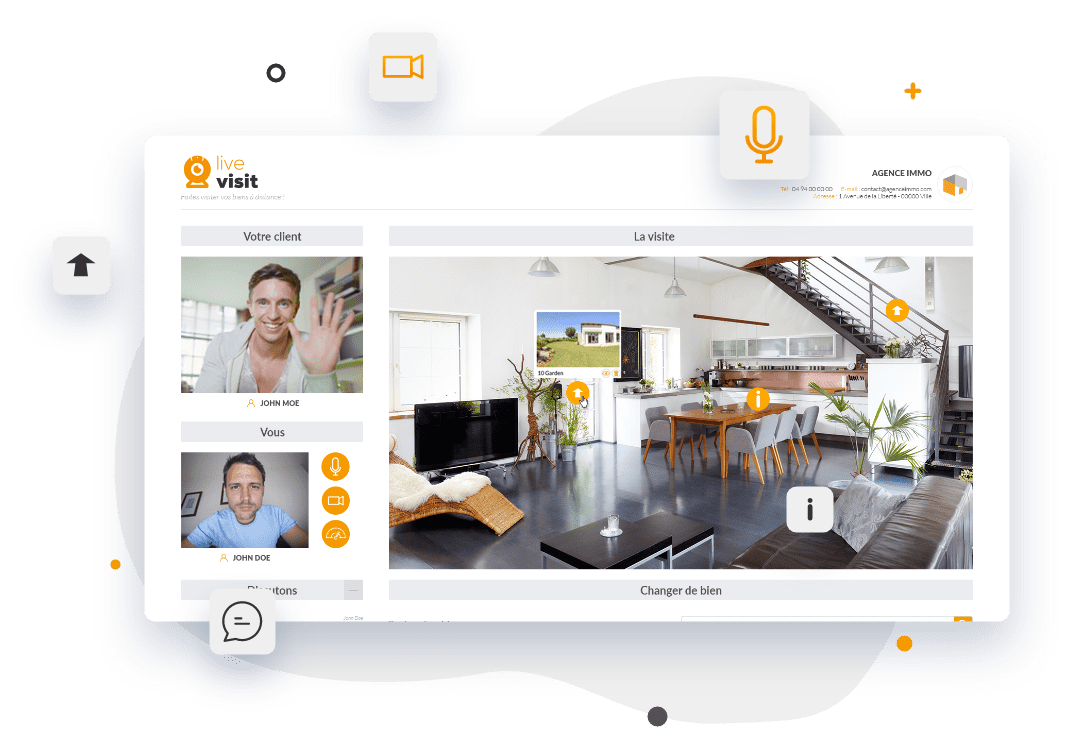 live
visit
Faites visiter vos biens à distance !
AGENCE IMMO
Tel : 04 94 00 00 00 E-mail : contact@agenceimmo.com
Adresse : 1 Avenue de la Liberté - 00000 Ville
Votre client
La visite
10 Garden
JOHN MOE
Vous
JOHN DOE
Changer de bien
John Doe